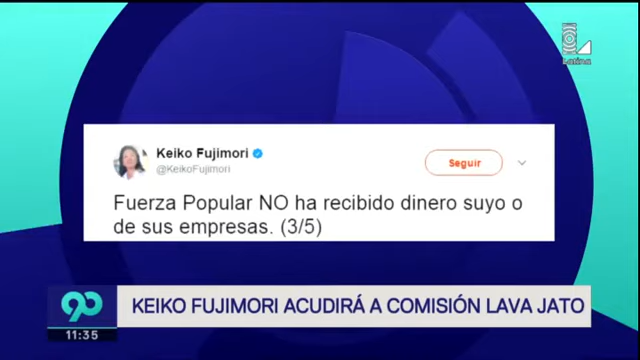 Latina
Keiko Fujimori
@KeikoFujimori
Seguir
Fuerza Popular NO ha recibido dinero suyo o
de sus empresas. (3/5)
90
KEIKO FUJIMORI ACUDIRÁ A COMISIÓN LAVA JATO
11:35